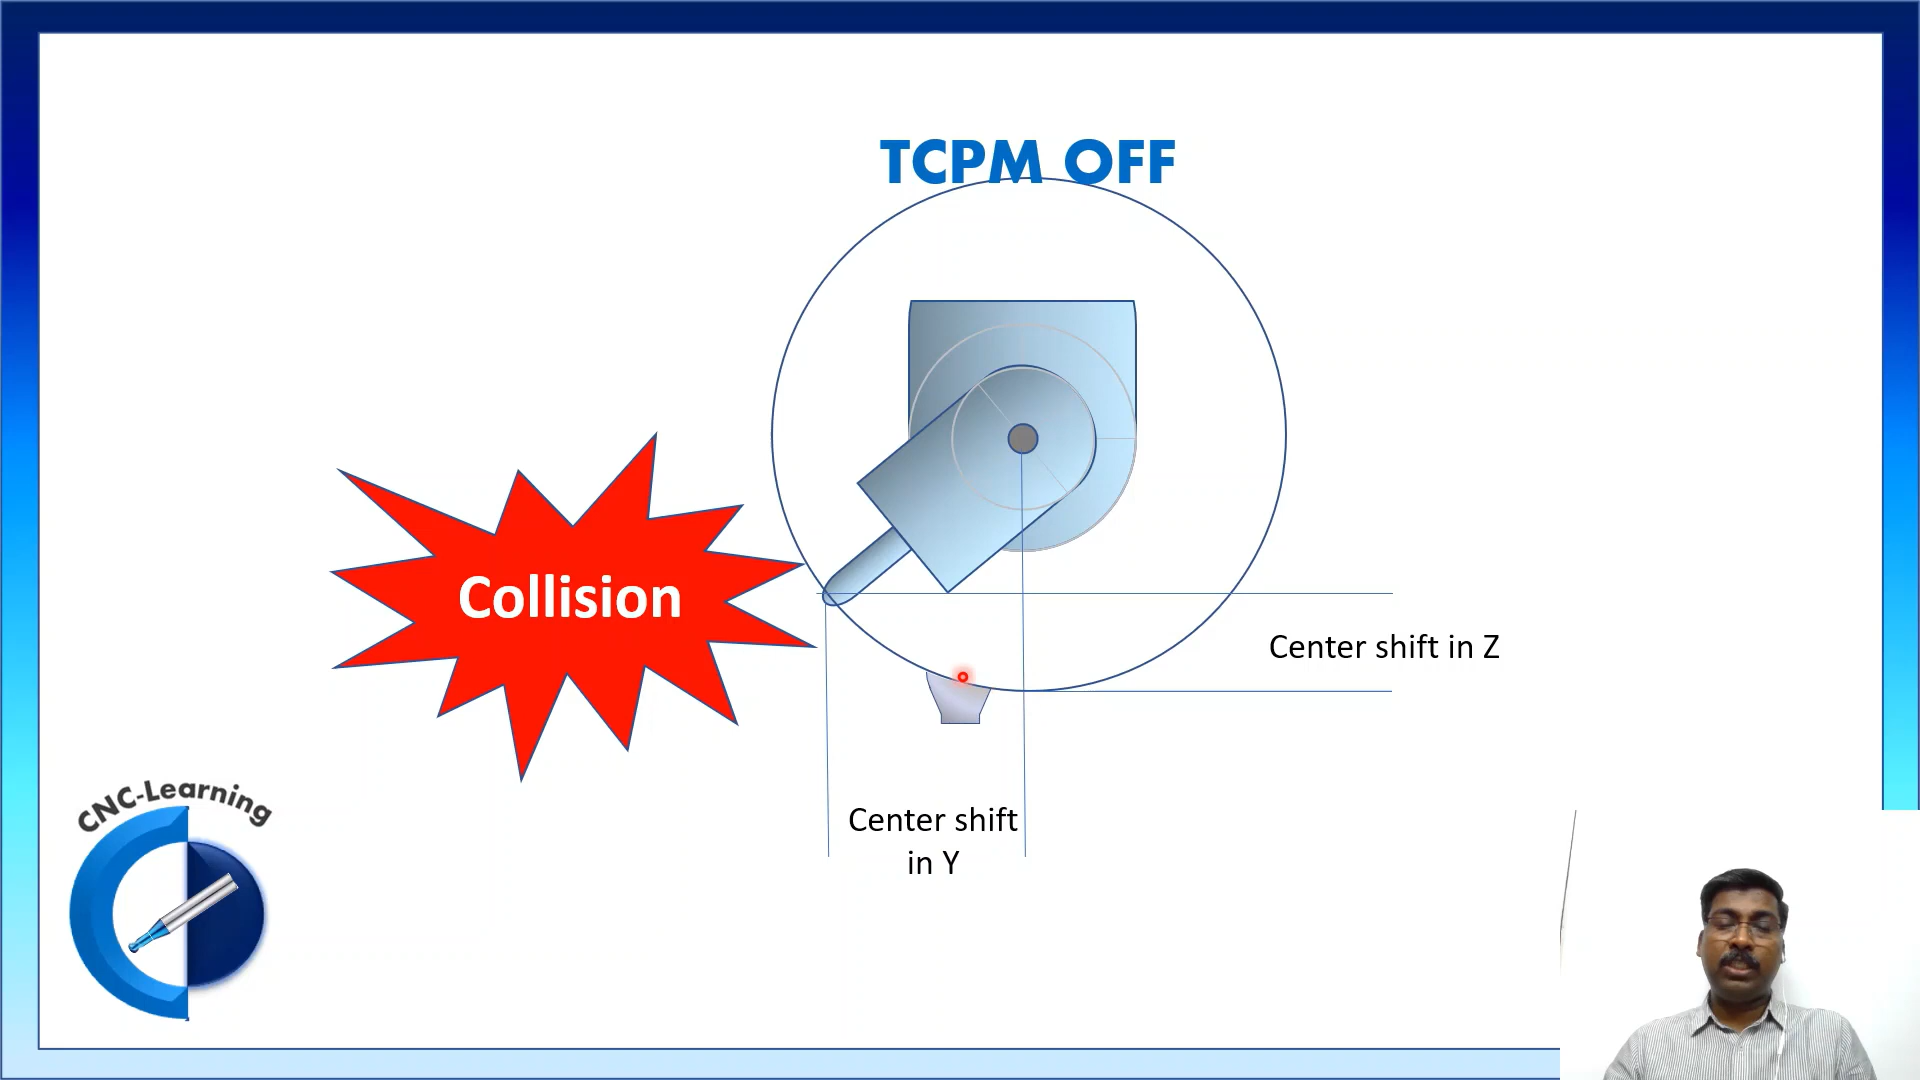 TCPM OFF
Collision
Center shift in Z
CNC-Learning
Center shift
in Y